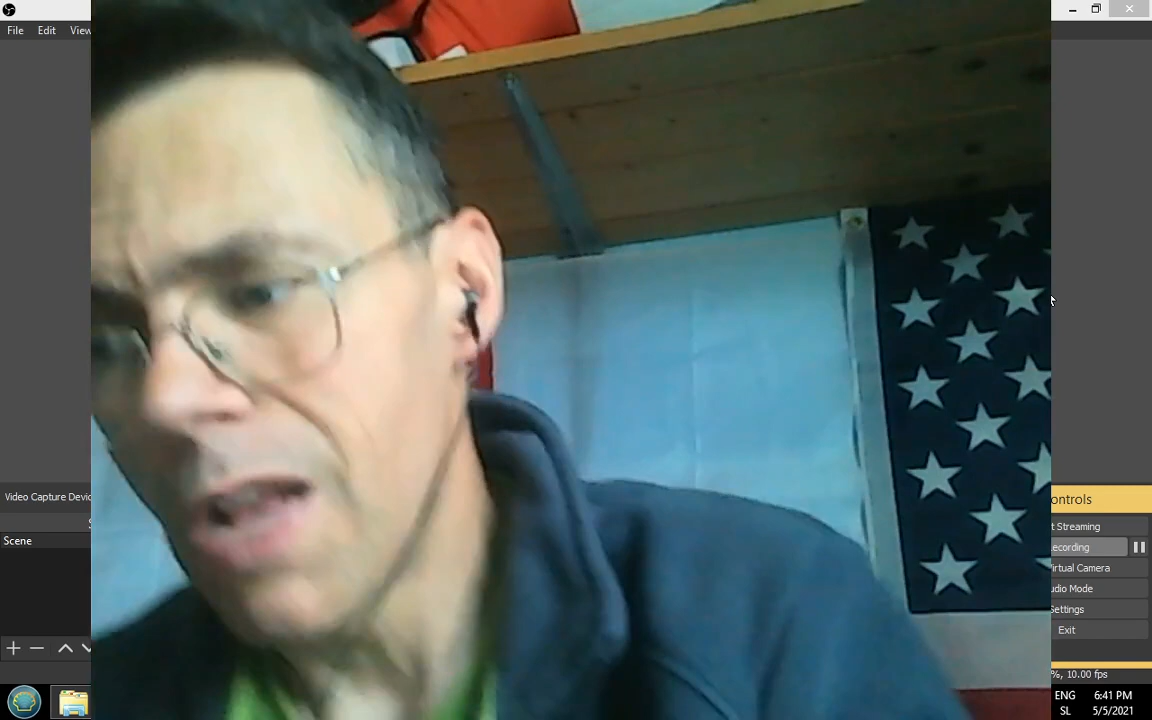 File Edit View
Video Capture Devi
S
Scene
ontrols
t Streaming
ecording
irtual Camera
udio Mode
Settings
Exit
%, 10.00 fps
ENG 6:41 PM
SL 5/5/2021